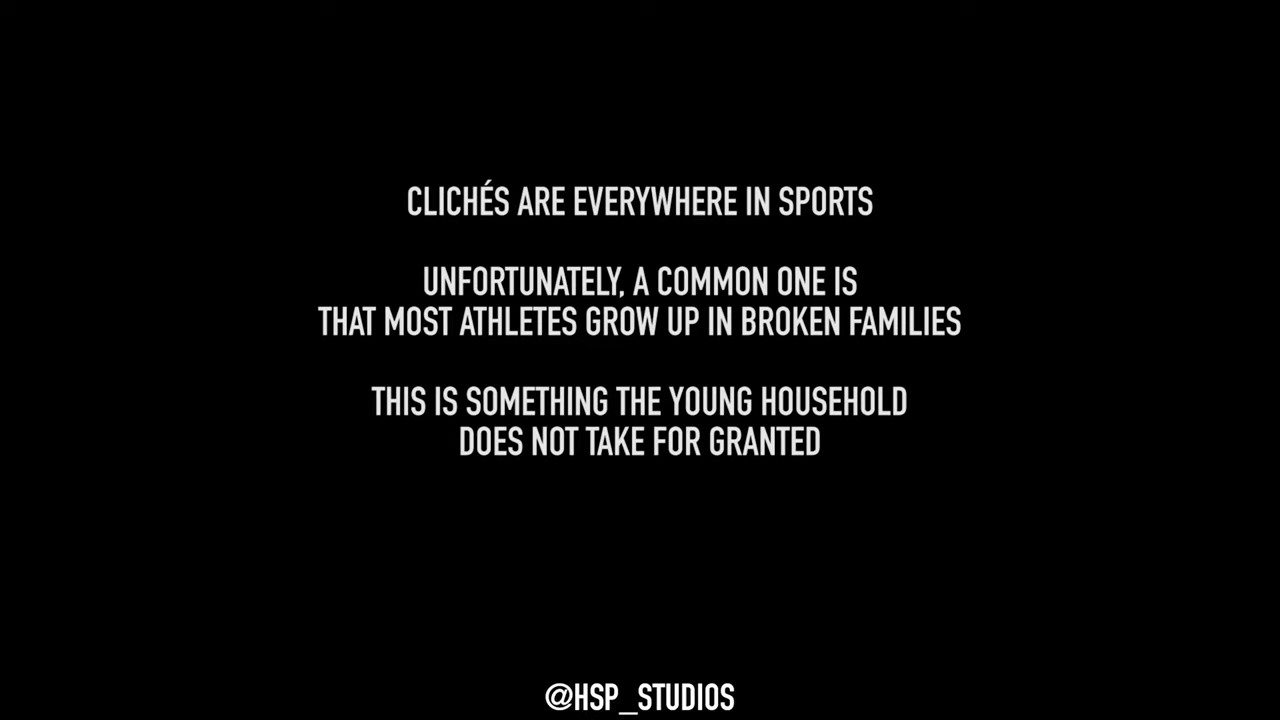 CLICHÉS ARE EVERYWHERE IN SPORTS
UNFORTUNATELY, A COMMON ONE IS
THAT MOST ATHLETES GROW UP IN BROKEN FAMILIES
THIS IS SOMETHING THE YOUNG HOUSEHOLD
DOES NOT TAKE FOR GRANTED
@HSP_STUDIOS